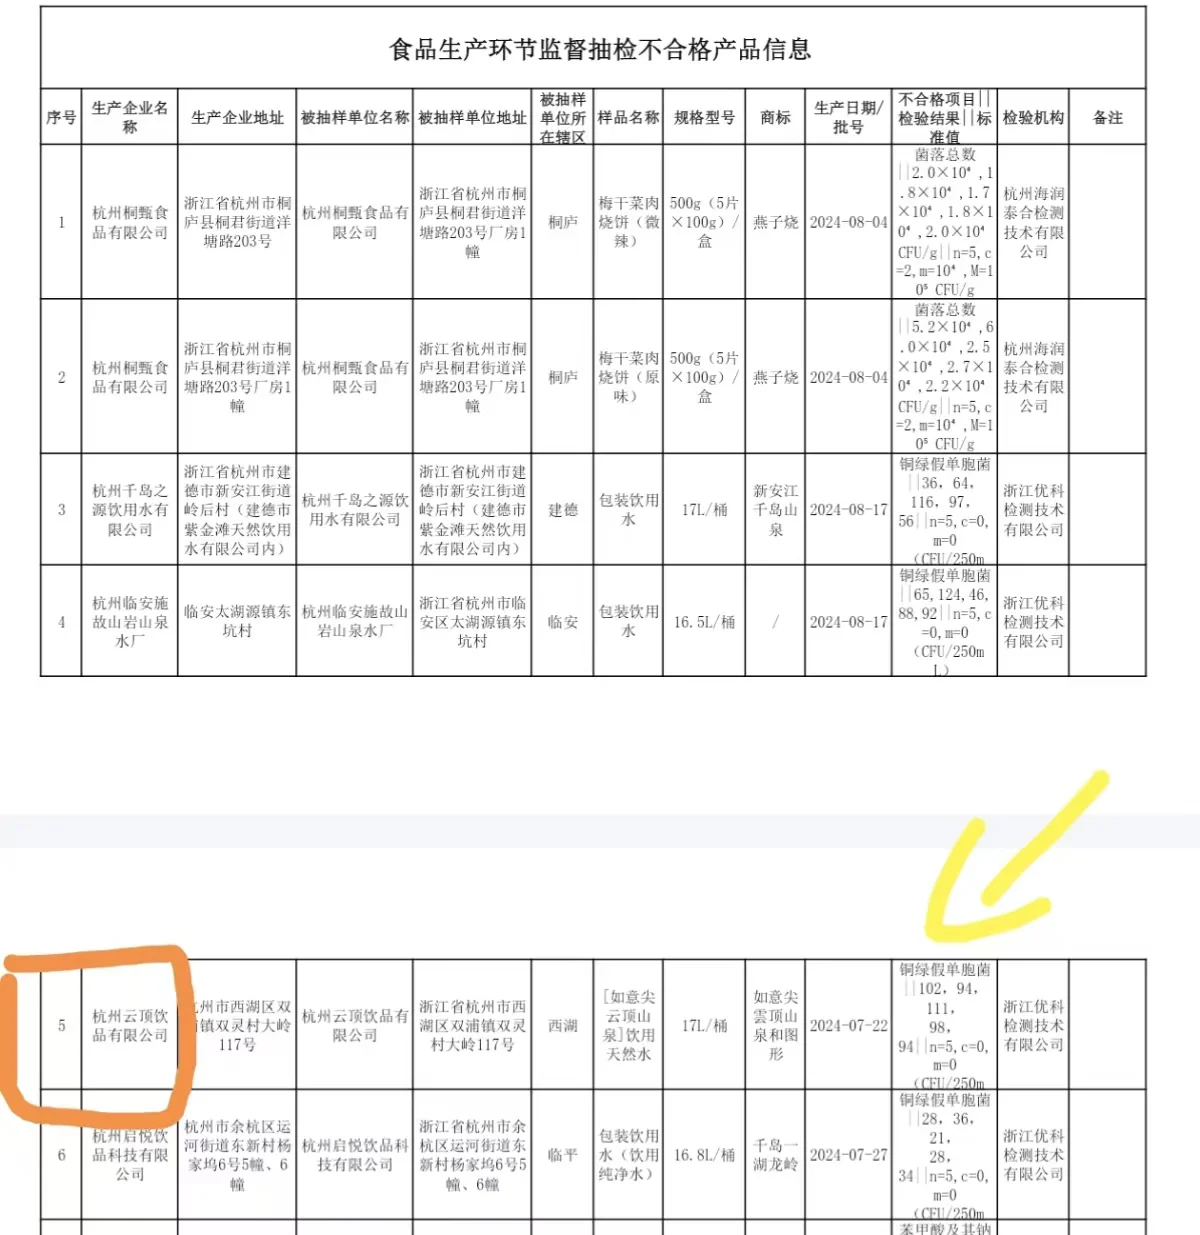 食品生产环节监督抽检不合格产品信息
序号
生产企业名
称
生产企业地址
被抽样单位名称
被抽样单位地址
被抽样
单位所
在辖区
样品名称
规格型号
商标
生产日期/
批号
不合格项目||
检验结果||标
准值
检验机构
备注
1
杭州桐甄食
品有限公司
浙江省杭州市桐
庐县桐君街道洋
塘路203号
杭州桐甄食品有
限公司
浙江省杭州市桐
庐县桐君街道洋
塘路203号厂房1
幢
桐庐
梅干菜肉
烧饼（微
辣）
500g（5片
×100g）/
盒
燕子烧
2024-08-04
菌落总数
||2.0×10⁴ ,1
.8×10⁴ ,1.7
×10⁴ ,1.8×1
0⁴ ,2.0×10⁴
CFU/g||n=5,c
=2,m=10⁴ ,M=1
0⁵ CFU/g
杭州海润
泰合检测
技术有限
公司
2
杭州桐甄食
品有限公司
浙江省杭州市桐
庐县桐君街道洋
塘路203号厂房1
幢
杭州桐甄食品有
限公司
浙江省杭州市桐
庐县桐君街道洋
塘路203号厂房1
幢
桐庐
梅干菜肉
烧饼（原
味）
500g（5片
×100g）/
盒
燕子烧
2024-08-04
菌落总数
||5.2×10⁴ ,6
.0×10⁴ ,2.5
×10⁴ ,2.7×1
0⁴ ,2.2×10⁴
CFU/g||n=5,c
=2,m=10⁴ ,M=1
0⁵ CFU/g
杭州海润
泰合检测
技术有限
公司
3
杭州千岛之
源饮用水有
限公司
浙江省杭州市建
德市新安江街道
岭后村（建德市
紫金滩天然饮用
水有限公司内）
杭州千岛之源饮
用水有限公司
浙江省杭州市建
德市新安江街道
岭后村（建德市
紫金滩天然饮用
水有限公司内）
建德
包装饮用
水
17L/桶
新安江
千岛山
泉
2024-08-17
铜绿假单胞菌
||36, 64,
116, 97,
56||n=5,c=0,
m=0
（CFU/250m
浙江优科
检测技术
有限公司
4
杭州临安施
故山岩山泉
水厂
临安太湖源镇东
坑村
杭州临安施故山
岩山泉水厂
浙江省杭州市临
安区太湖源镇东
坑村
临安
包装饮用
水
16.5L/桶
/
2024-08-17
铜绿假单胞菌
||65,124,46,
88,92||n=5,c
=0,m=0
（CFU/250m
L）
浙江优科
检测技术
有限公司
5
杭州云顶饮
品有限公司
州市西湖区双
镇双灵村大岭
117号
杭州云顶饮品有
限公司
浙江省杭州市西
湖区双浦镇双灵
村大岭117号
西湖
[如意尖
云顶山
泉]饮用
天然水
17L/桶
如意尖
雲顶山
泉和图
形
2024-07-22
铜绿假单胞菌
||102, 94,
111,
98,
94||n=5,c=0,
m=0
（CFU/250m
浙江优科
检测技术
有限公司
6
杭州启悦饮
品科技有限
公司
杭州市余杭区运
河街道东新村杨
家坞6号5幢、6
幢
杭州启悦饮品科
技有限公司
浙江省杭州市余
杭区运河街道东
新村杨家坞6号5
幢、6幢
临平
包装饮用
水（饮用
纯净水）
16.8L/桶
千岛一
湖龙岭
2024-07-27
铜绿假单胞菌
||28, 36,
21,
28,
34||n=5,c=0,
m=0
（CFU/250m
浙江优科
检测技术
有限公司
苯甲酸及其钠